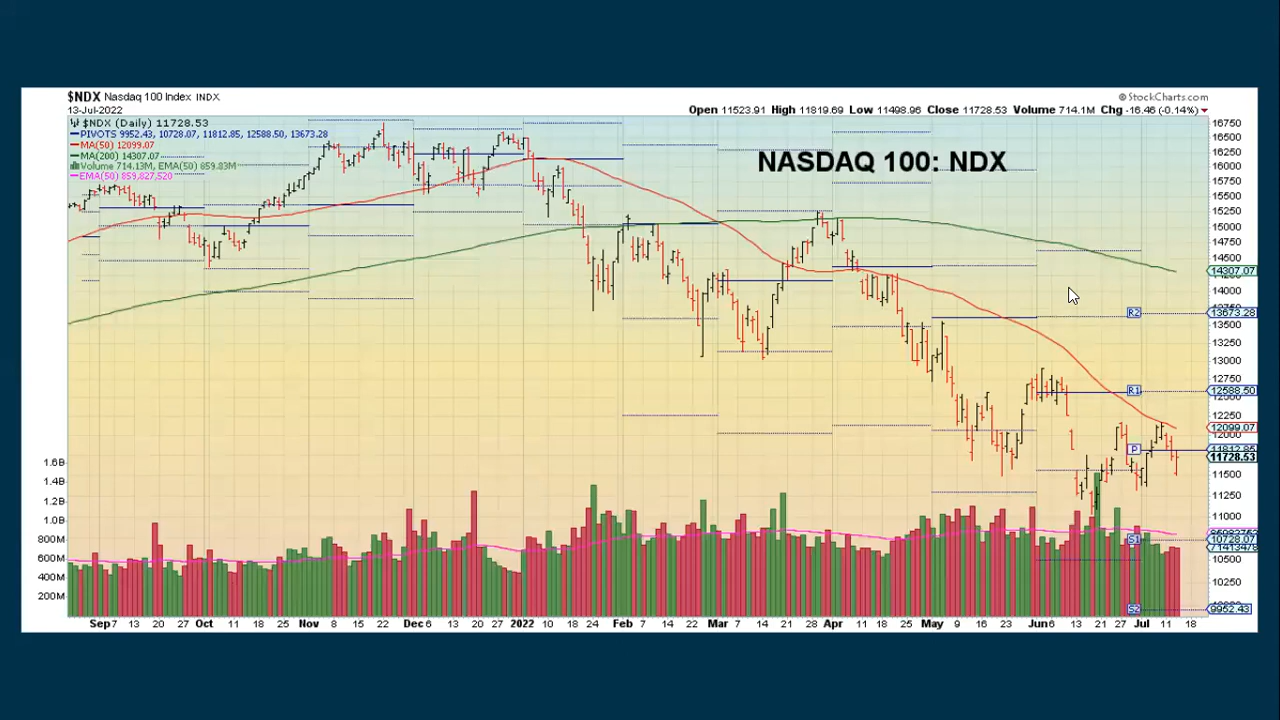 $NDX Nasdaq 100 Index INDX
© StockCharts.com
13-Jul-2022
Open 11523.91 High 11819.69 Low 11498.96 Close 11728.53 Volume 714.1M Chg -16.46 (-0.14%)
$NDX (Daily) 11728.53
PIVOTS 9952.43, 10728.07, 11812.85, 12588.50, 13673.28
MA(50) 12099.07
MA(200) 14307.07
Volume 714.13M, EMA(50) 859.83M
EMA(50) 859,827,520
NASDAQ 100: NDX
16750
16500
16250
16000
15750
15500
15250
15000
14750
14500
14307.07
14000
R2
13673.28
13500
13250
13000
12750
R1
12588.50
12250
12099.07
12000
P
11812.85
11728.53
11500
11250
11000
S1
10728.07
10500
10250
S2
9952.43
1.6B
1.4B
1.2B
1.0B
800M
600M
400M
200M
Sep 7 13 20 27 Oct 11 18 25 Nov 8 15 22 Dec 6 13 20 27 2022 10 18 24 Feb 7 14 22 Mar 7 14 21 28 Apr 11 18 25 May 9 16 23 Jun 6 13 21 27 Jul 11 18